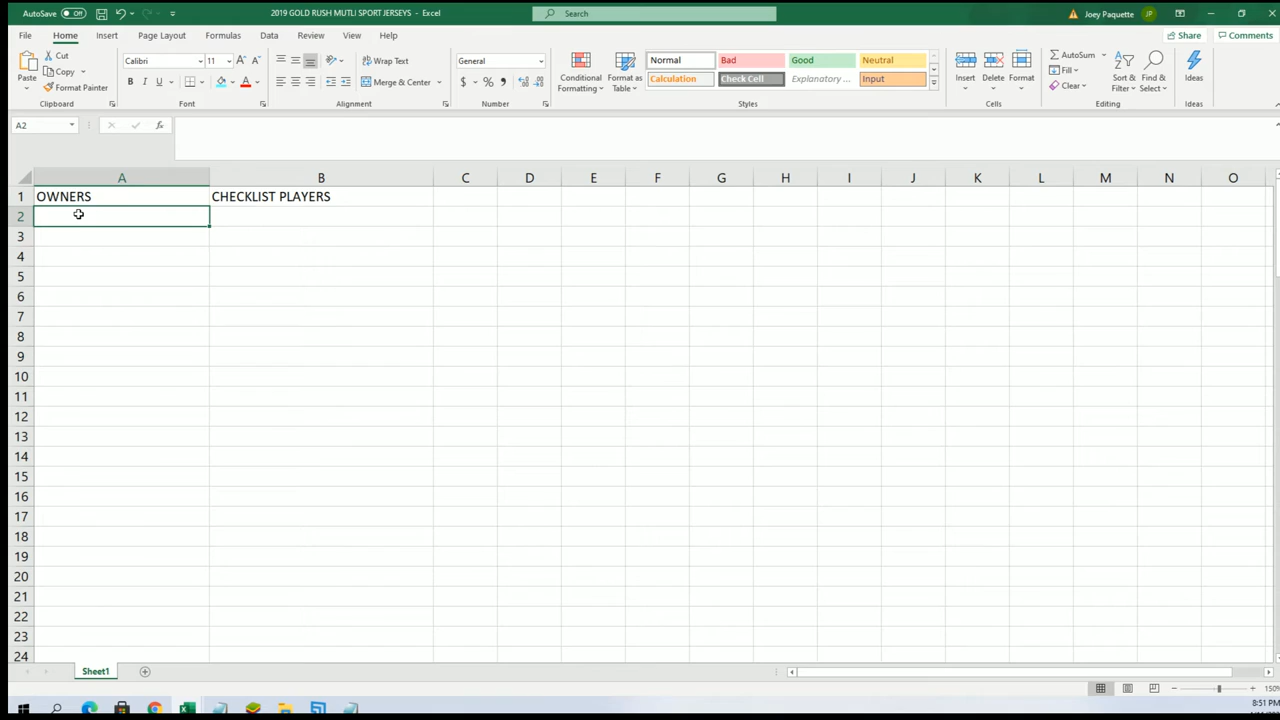 AutoSave Off 2019 GOLD RUSH MUTLI SPORT JERSEYS - Excel Search Joey Paquette JP
File Home Insert Page Layout Formulas Data Review View Help Share Comments
Paste Cut Copy Format Painter Clipboard
Calibri 11 B I U Font
Wrap Text Merge & Center Alignment
General $ % Number
Conditional Formatting Format as Table
Normal Bad Good Neutral
Calculation Check Cell Explanatory ... Input
Styles
Insert Delete Format Cells
AutoSum Fill Clear Sort & Filter Find & Select Editing
Ideas Ideas
A2 fx
A B C D E F G H I J K L M N O
1 OWNERS CHECKLIST PLAYERS
2
3
4
5
6
7
8
9
10
11
12
13
14
15
16
17
18
19
20
21
22
23
24
Sheet1
150%
8:51 PM